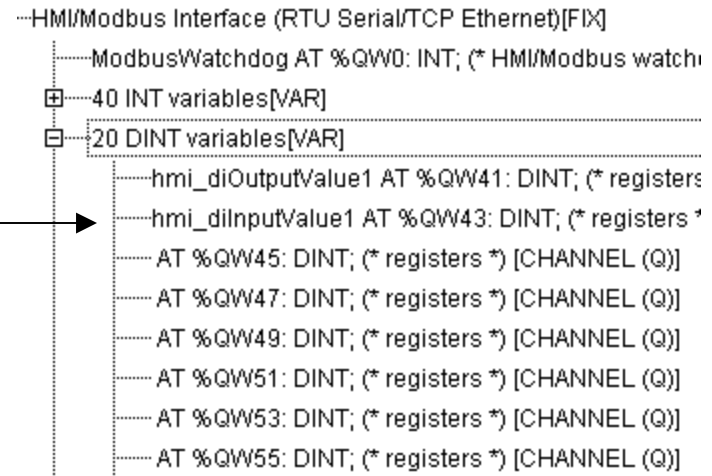 HMI/Modbus Interface (RTU Serial/TCP Ethernet)[FIX]
ModbusWatchdog AT %QW0: INT; (* HMI/Modbus
40 INT variables[VAR]
20 DINT variables[VAR]
hmi_diOutputValue1 AT %QW41: DINT; (* registers
hmi_diInputValue1 AT %QW43: DINT; (* registers *
AT %QW45: DINT; (* registers *) [CHANNEL (Q)]
AT %QW47: DINT; (* registers *) [CHANNEL (Q)]
AT %QW49: DINT; (* registers *) [CHANNEL (Q)]
AT %QW51: DINT; (* registers *) [CHANNEL (Q)]
AT %QW53: DINT; (* registers *) [CHANNEL (Q)]
AT %QW55: DINT; (* registers *) [CHANNEL (Q)]